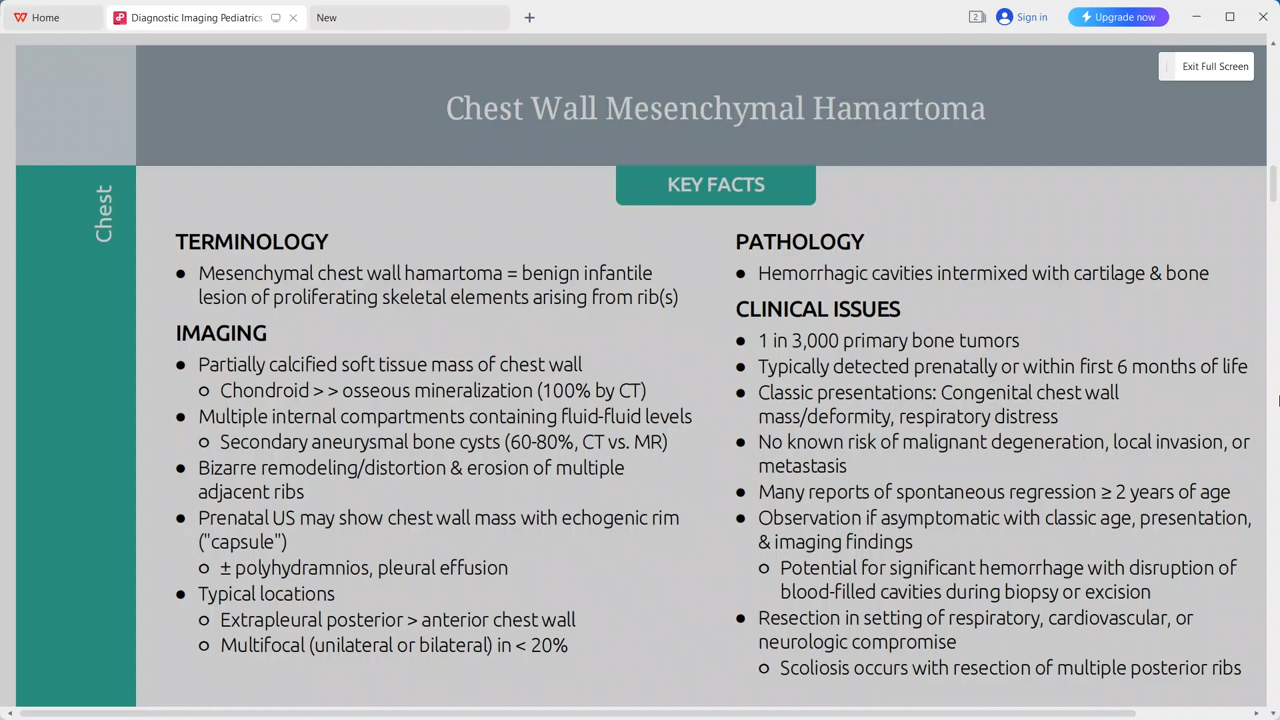 Home
Diagnostic Imaging Pediatrics
New
2
Sign in
Upgrade now
Exit Full Screen
Chest Wall Mesenchymal Hamartoma
Chest
KEY FACTS
TERMINOLOGY
● Mesenchymal chest wall hamartoma = benign infantile
lesion of proliferating skeletal elements arising from rib(s)
IMAGING
● Partially calcified soft tissue mass of chest wall
○ Chondroid > > osseous mineralization (100% by CT)
● Multiple internal compartments containing fluid-fluid levels
○ Secondary aneurysmal bone cysts (60-80%, CT vs. MR)
● Bizarre remodeling/distortion & erosion of multiple
adjacent ribs
● Prenatal US may show chest wall mass with echogenic rim
("capsule")
○ ± polyhydramnios, pleural effusion
● Typical locations
○ Extrapleural posterior > anterior chest wall
○ Multifocal (unilateral or bilateral) in < 20%
PATHOLOGY
● Hemorrhagic cavities intermixed with cartilage & bone
CLINICAL ISSUES
● 1 in 3,000 primary bone tumors
● Typically detected prenatally or within first 6 months of life
● Classic presentations: Congenital chest wall
mass/deformity, respiratory distress
● No known risk of malignant degeneration, local invasion, or
metastasis
● Many reports of spontaneous regression ≥ 2 years of age
● Observation if asymptomatic with classic age, presentation,
& imaging findings
○ Potential for significant hemorrhage with disruption of
blood-filled cavities during biopsy or excision
● Resection in setting of respiratory, cardiovascular, or
neurologic compromise
○ Scoliosis occurs with resection of multiple posterior ribs